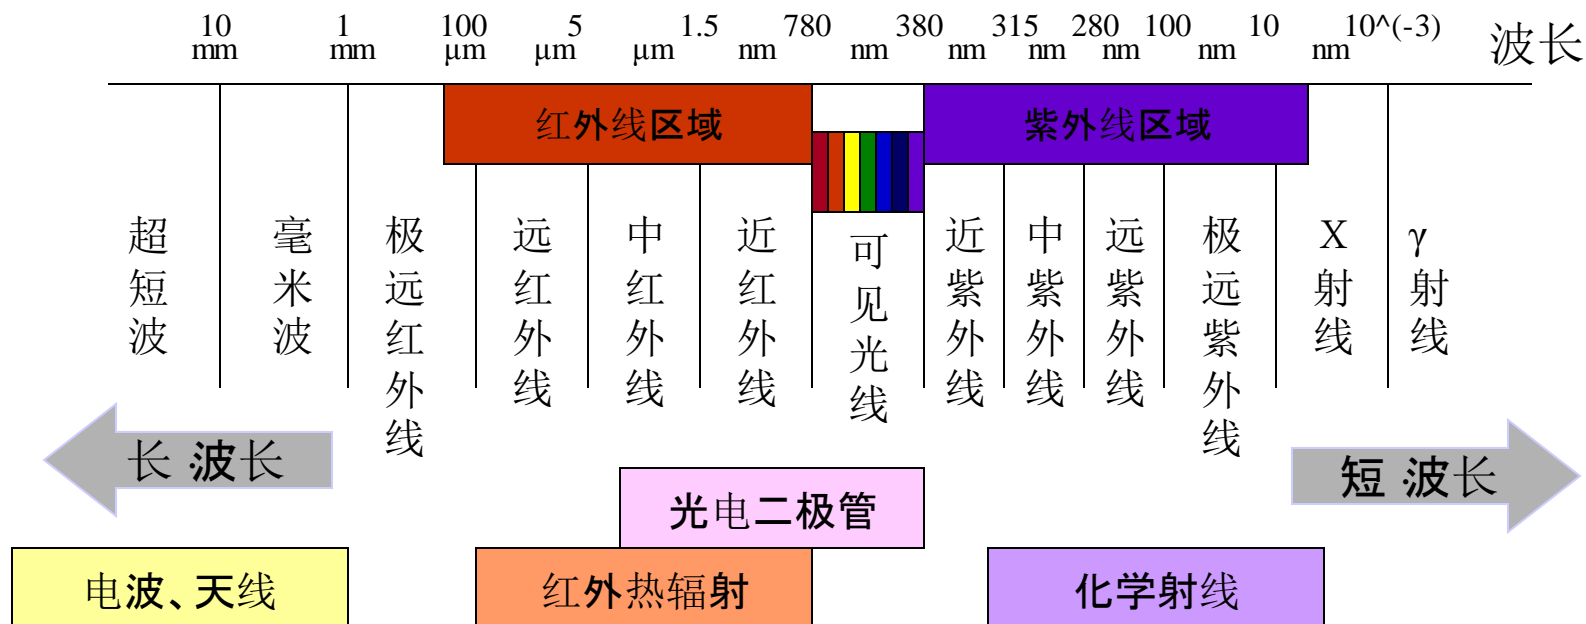 10 1 100 5 1.5 780 380 315 280 100 10 10^(-3)
mm mm μm μm μm nm nm nm nm nm nm nm 波长
红外线区域 紫外线区域
超短波
毫米波
极远红外线
远红外线
中红外线
近红外线
可见光线
近紫外线
中紫外线
远紫外线
极远紫外线
X射线
γ射线
长 波长
短 波长
光电二极管
电波、天线
红外热辐射
化学射线